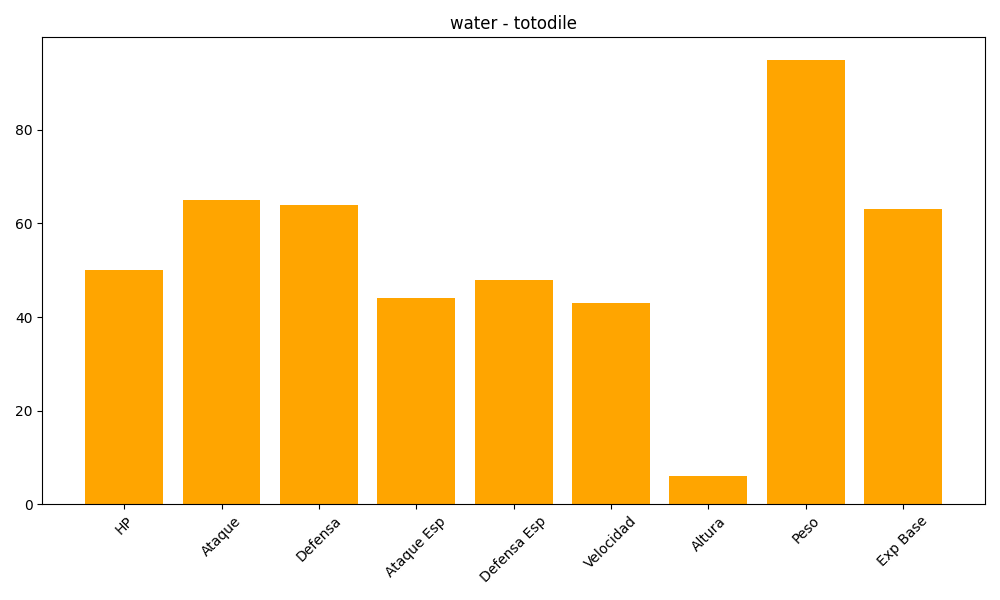 water - totodile
80
60
40
20
0
HP
Ataque
Defensa
Ataque Esp
Defensa Esp
Velocidad
Altura
Peso
Exp Base